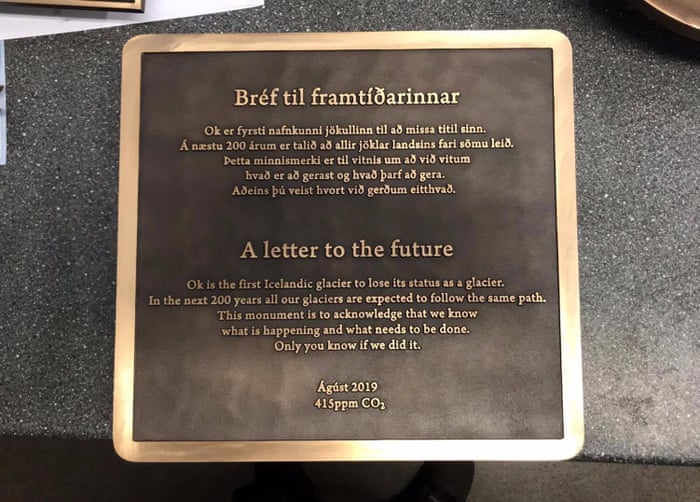 Bréf til framtíðarinnar
Ok er fyrsti nafnkunni jökullinn til að missa titil sinn.
Á næstu 200 árum er talið að allir jöklar landsins fari sömu leið.
Þetta minnismerki er til vitnis um að við vitum
hvað er að gerast og hvað þarf að gera.
Aðeins þú veist hvort við gerðum eitthvað.
A letter to the future
Ok is the first Icelandic glacier to lose its status as a glacier.
In the next 200 years all our glaciers are expected to follow the same path.
This monument is to acknowledge that we know
what is happening and what needs to be done.
Only you know if we did it.
Ágúst 2019
415ppm CO₂